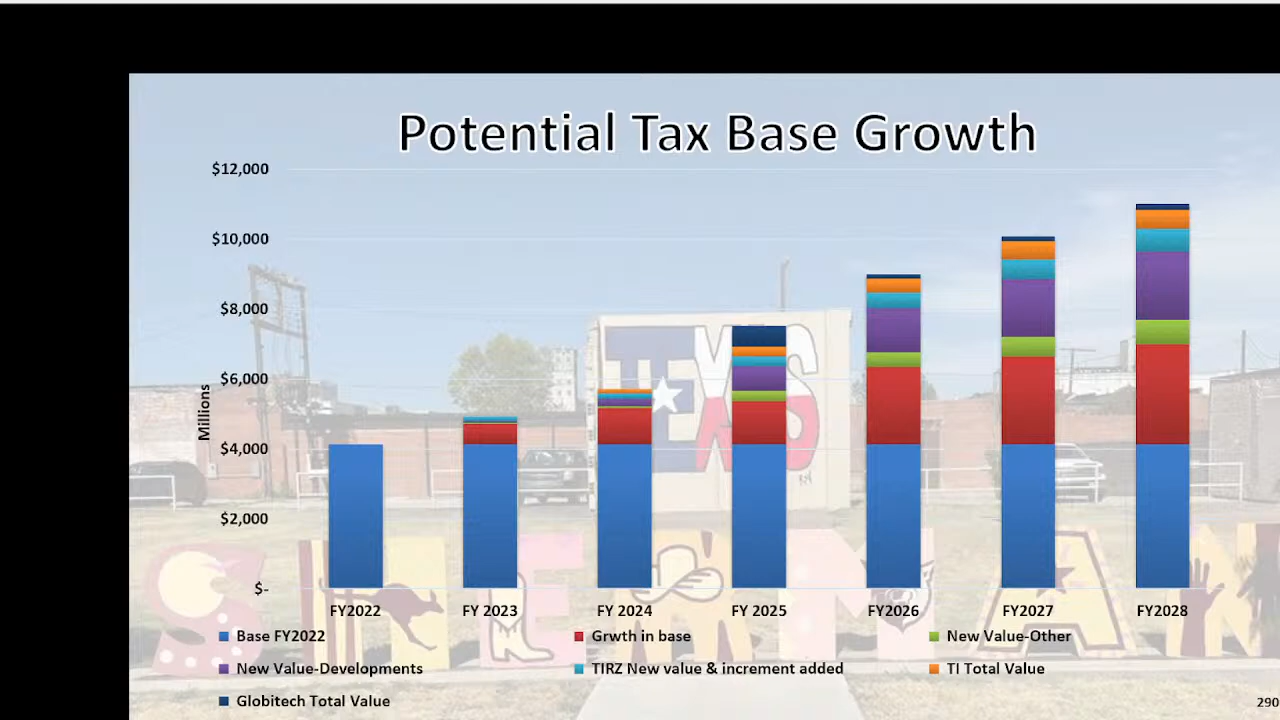 Potential Tax Base Growth
$12,000
$10,000
$8,000
$6,000
$4,000
$2,000
$-
Millions
FY2022 FY 2023 FY 2024 FY 2025 FY2026 FY2027 FY2028
Base FY2022 Grwth in base New Value-Other
New Value-Developments TIRZ New value & increment added TI Total Value
Globitech Total Value
290
TEXAS
SHERMAN